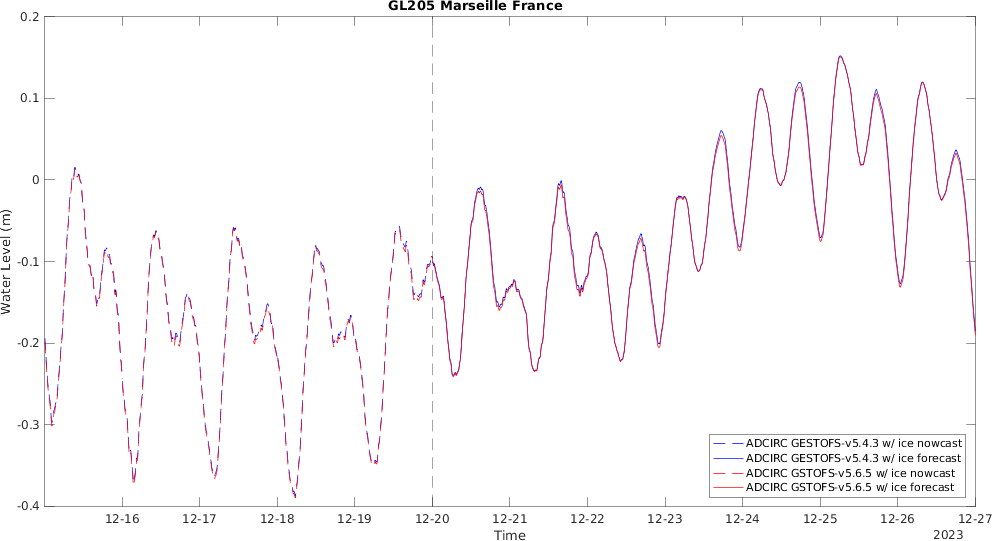 GL205 Marseille France
0.2
0.1
0
-0.1
-0.2
-0.3
-0.4
Water Level (m)
ADCIRC GESTOFS-v5.4.3 w/ ice nowcast
ADCIRC GESTOFS-v5.4.3 w/ ice forecast
ADCIRC GSTOFS-v5.6.5 w/ ice nowcast
ADCIRC GSTOFS-v5.6.5 w/ ice forecast
12-16 12-17 12-18 12-19 12-20 12-21 12-22 12-23 12-24 12-25 12-26 12-27
Time
2023